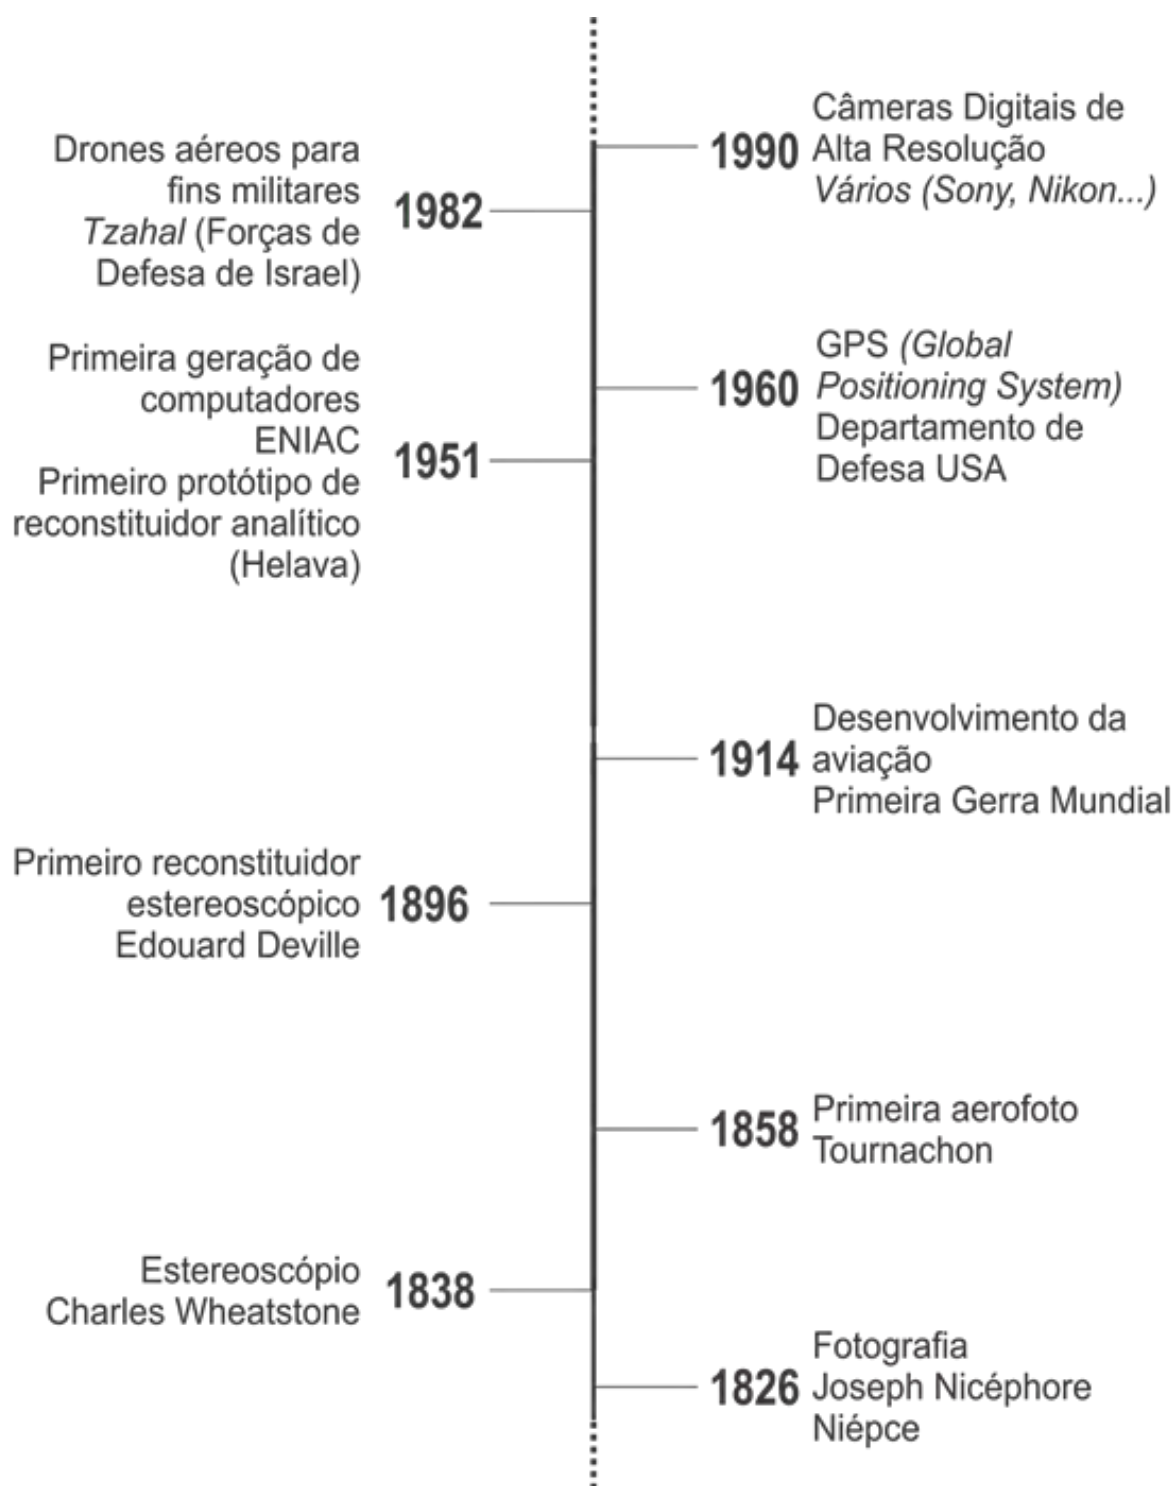 1990
Câmeras Digitais de
Alta Resolução
Vários (Sony, Nikon...)
Drones aéreos para
fins militares
Tzahal (Forças de
Defesa de Israel)
1982
1960
GPS (Global
Positioning System)
Departamento de
Defesa USA
Primeira geração de
computadores
ENIAC
Primeiro protótipo de
reconstituidor analítico
(Helava)
1951
1914
Desenvolvimento da
aviação
Primeira Gerra Mundial
Primeiro reconstituidor
estereoscópico
Edouard Deville
1896
1858
Primeira aerofoto
Tournachon
Estereoscópio
Charles Wheatstone
1838
1826
Fotografia
Joseph Nicéphore
Niépce